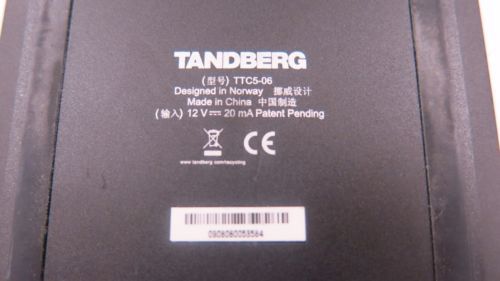 TANDBERG
(型号) TTC5-06
Designed in Norway 挪威设计
Made in China 中国制造
(输入) 12 V ⎓ 20 mA Patent Pending
CE
www.tandberg.com/recycling
0908080053564